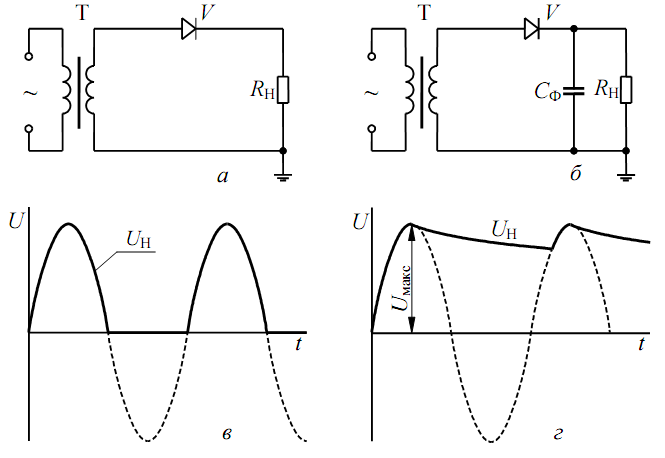 T V
~ R_Н
а
T V
~ C_Ф R_Н
б
U U_Н t
в
U U_макс U_Н t
г